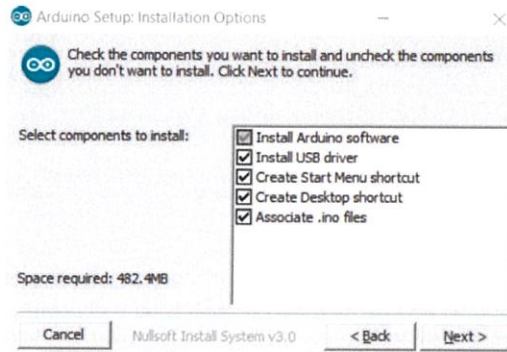 Arduino Setup: Installation Options
Check the components you want to install and uncheck the components
you don't want to install. Click Next to continue.
Select components to install:
Install Arduino software
Install USB driver
Create Start Menu shortcut
Create Desktop shortcut
Associate .ino files
Space required: 482.4MB
Cancel
Nullsoft Install System v3.0
< Back
Next >